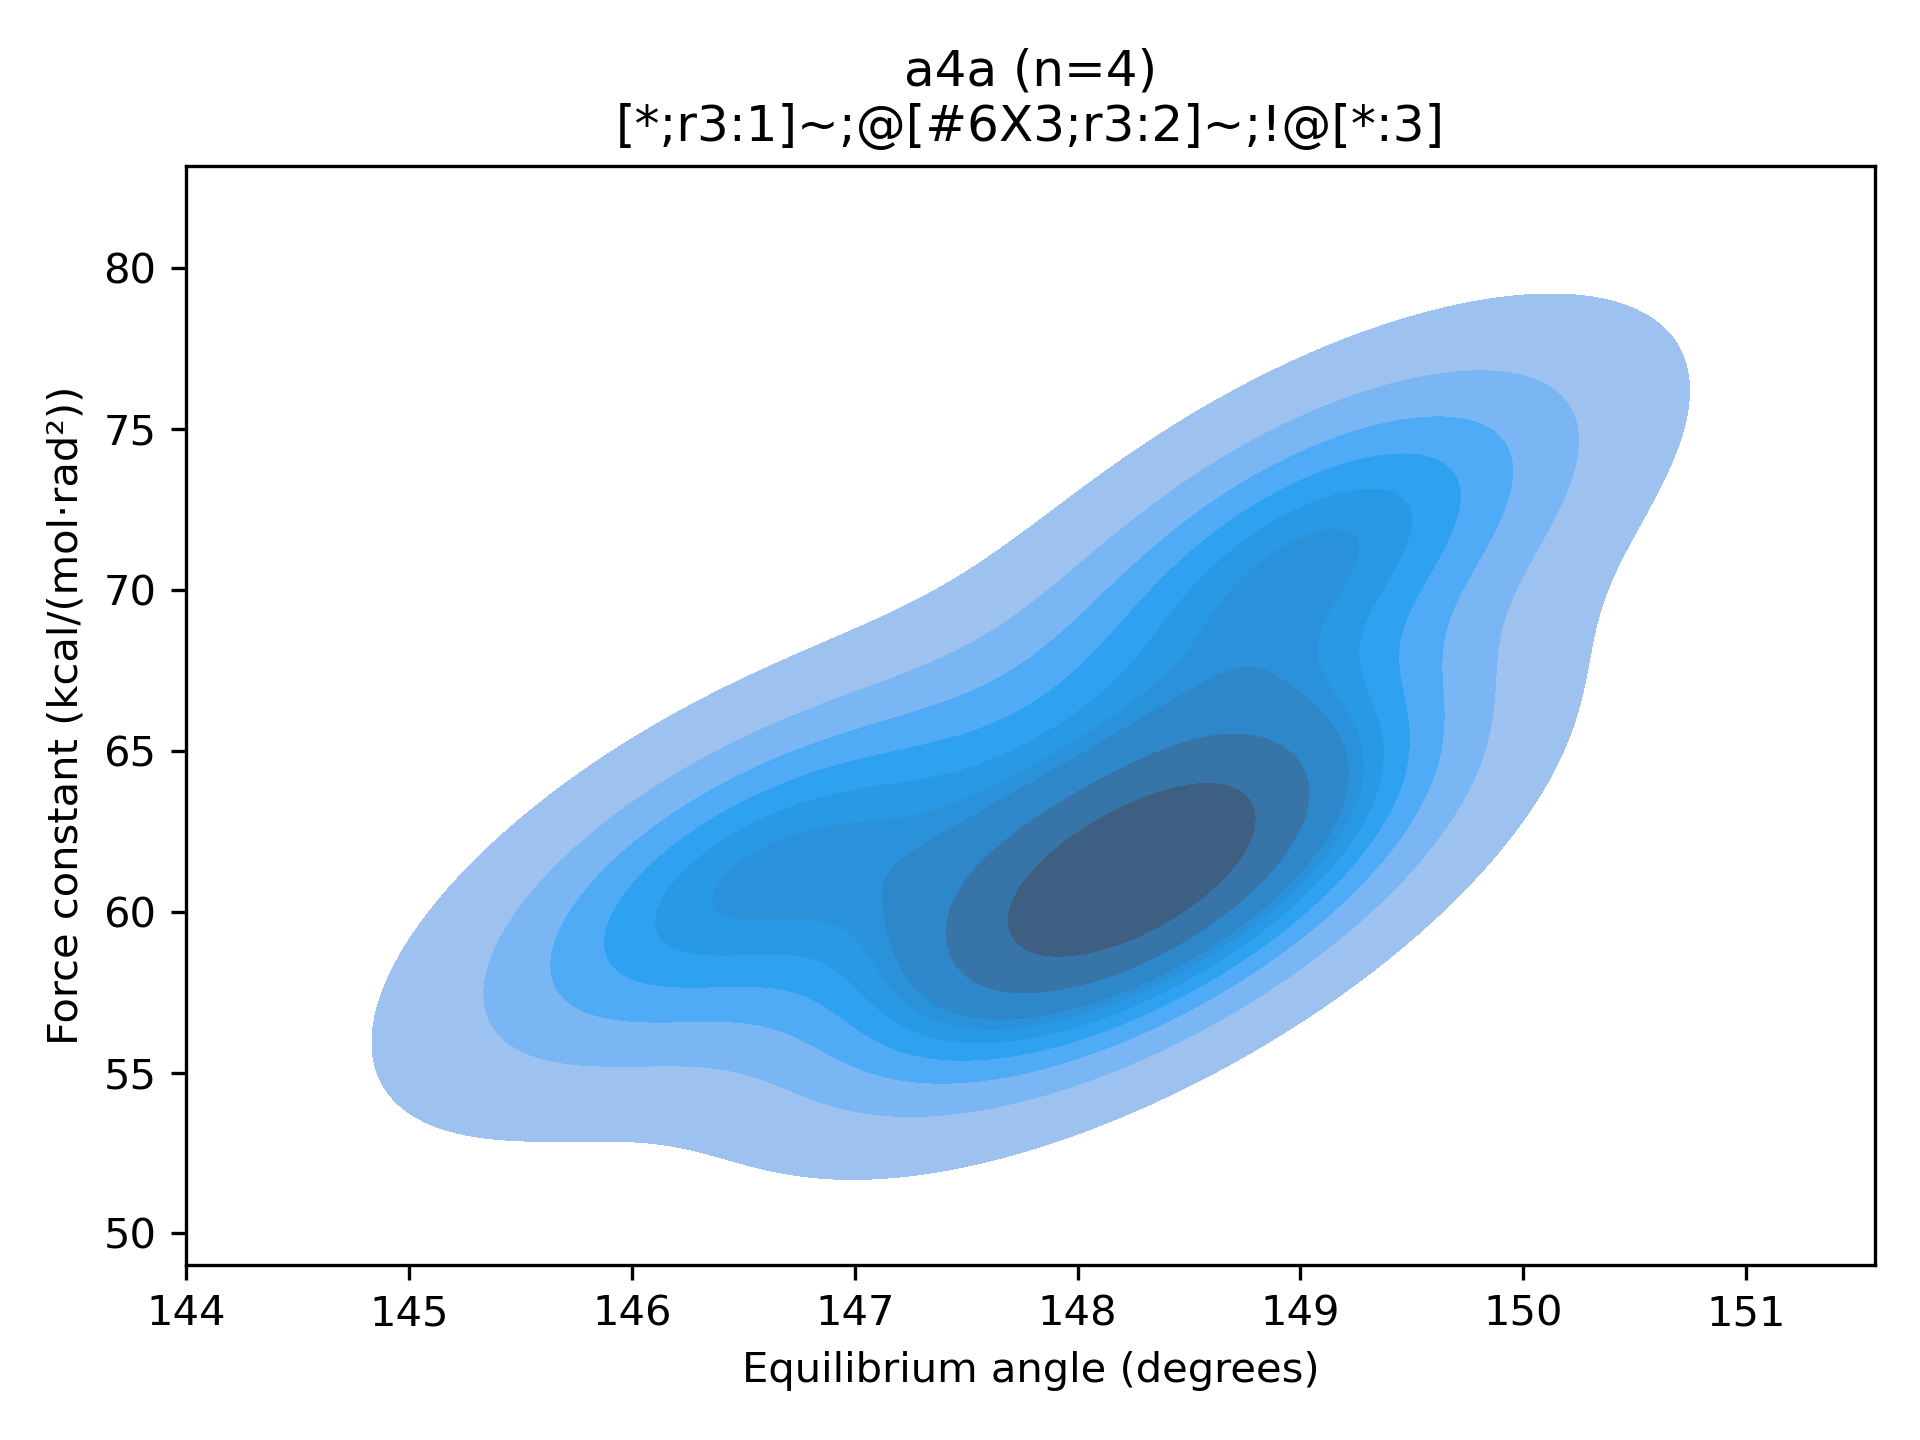 a4a (n=4)
[*;r3:1]~;@[#6X3;r3:2]~;!@[*:3]
Force constant (kcal/(mol·rad²))
80
75
70
65
60
55
50
144 145 146 147 148 149 150 151
Equilibrium angle (degrees)